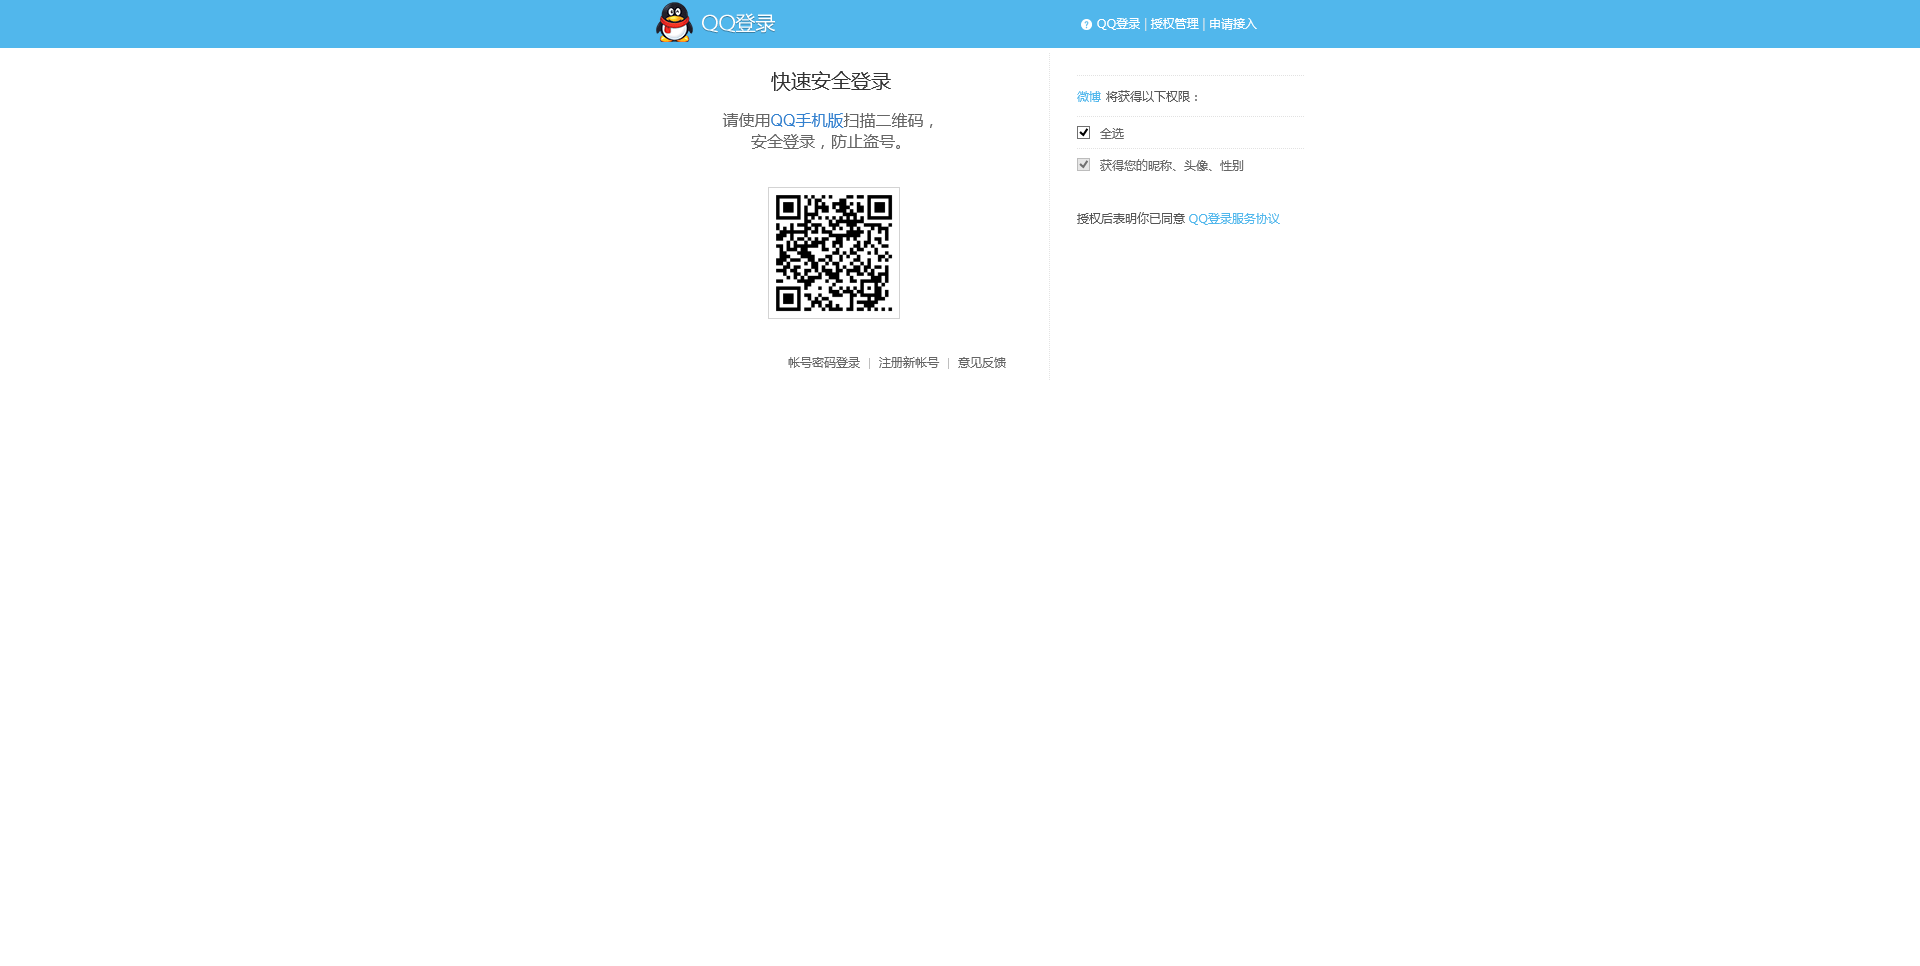 QQ登录
QQ登录 | 授权管理 | 申请接入
快速安全登录
请使用QQ手机版扫描二维码，
安全登录，防止盗号。
帐号密码登录 | 注册新帐号 | 意见反馈
微博 将获得以下权限：
全选
获得您的昵称、头像、性别
授权后表明你已同意 QQ登录服务协议